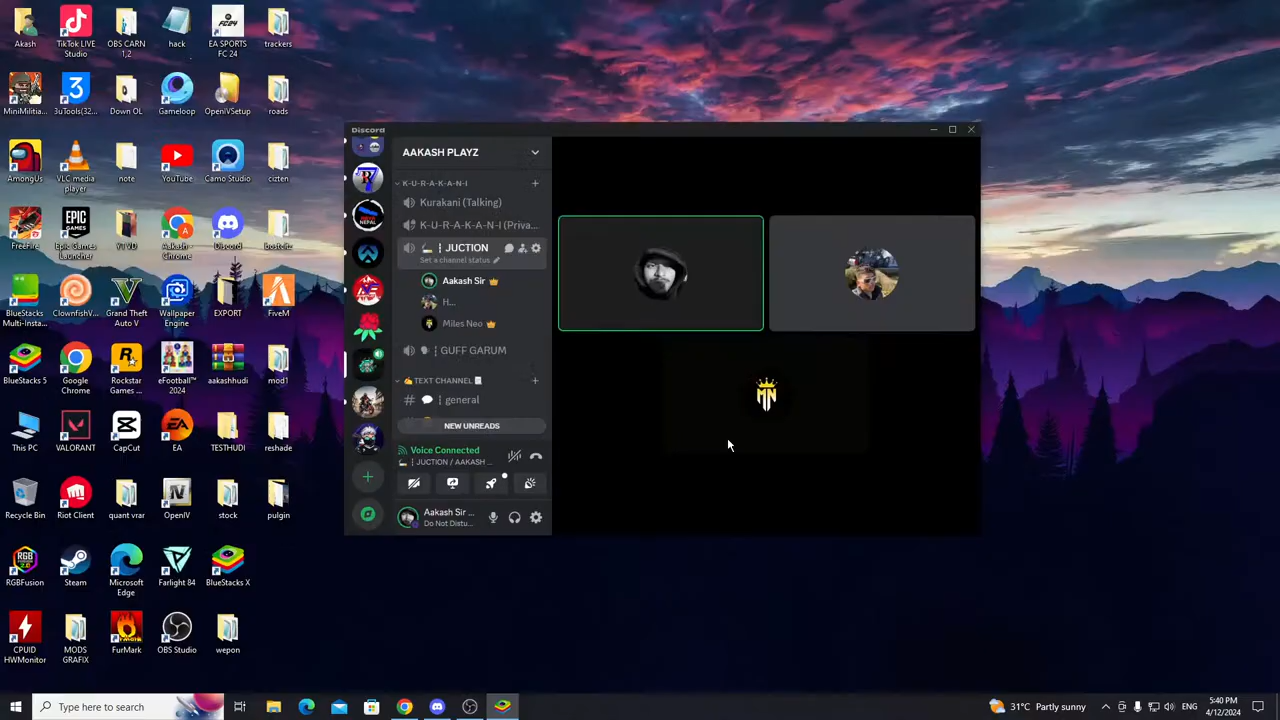 Akash
TikTok LIVE
Studio
OBS CARN
1,2
hack
EA SPORTS
FC 24
trackers
MiniMilitia...
3uTools(32...
Down OL
Gameloop
OpenIVSetup
roads
AmongUs
VLC media
player
note
YouTube
Camo Studio
cizten
FreeFire
Epic Games
Launcher
YTVD
Aakash -
Chrome
Discord
BlueStacks
Multi-Insta...
ClownfishV...
Grand Theft
Auto V
Wallpaper
Engine
EXPORT
FiveM
BlueStacks 5
Google
Chrome
Rockstar
Games ...
eFootball™
2024
aakashhudi
mod1
This PC
VALORANT
CapCut
EA
TESTHUDI
reshade
Recycle Bin
Riot Client
quant vrar
OpenIV
stock
pulgin
RGBFusion
Steam
Microsoft
Edge
Farlight 84
BlueStacks X
CPUID
HWMonitor
MODS
GRAFIX
FurMark
OBS Studio
wepon
Discord
AAKASH PLAYZ
K-U-R-A-K-A-N-I
Kurakani (Talking)
K-U-R-A-K-A-N-I (Priva...
JUCTION
Set a channel status
Aakash Sir
H...
Miles Neo
GUFF GARUM
TEXT CHANNEL
general
NEW UNREADS
Voice Connected
JUCTION / AAKASH ...
Aakash Sir ...
Do Not Distu...
MN
Type here to search
31°C Partly sunny
ENG
5:40 PM
4/12/2024